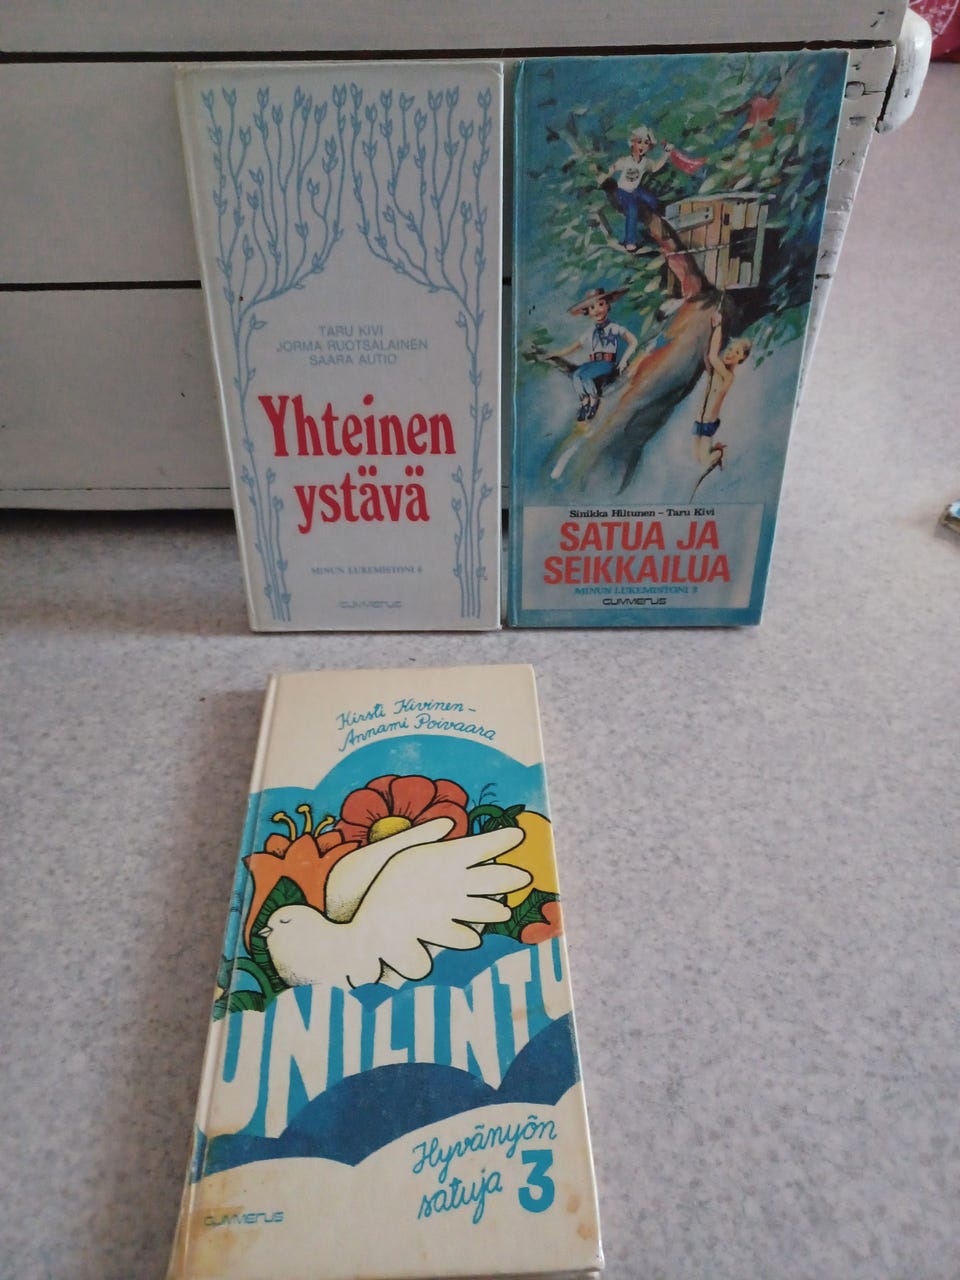 TARU KIVI
JORMA RUOTSALAINEN
SAARA AUTIO
Yhteinen
ystävä
MINUN LUKEMISTONI 6
GUMMERUS
Sinikka Hiltunen - Taru Kivi
SATUA JA
SEIKKAILUA
MINUN LUKEMISTONI 3
GUMMERUS
Kirsti Kivinen -
Annami Poivaara
UNILINTU
Hyvänyön
satuja 3
GUMMERUS